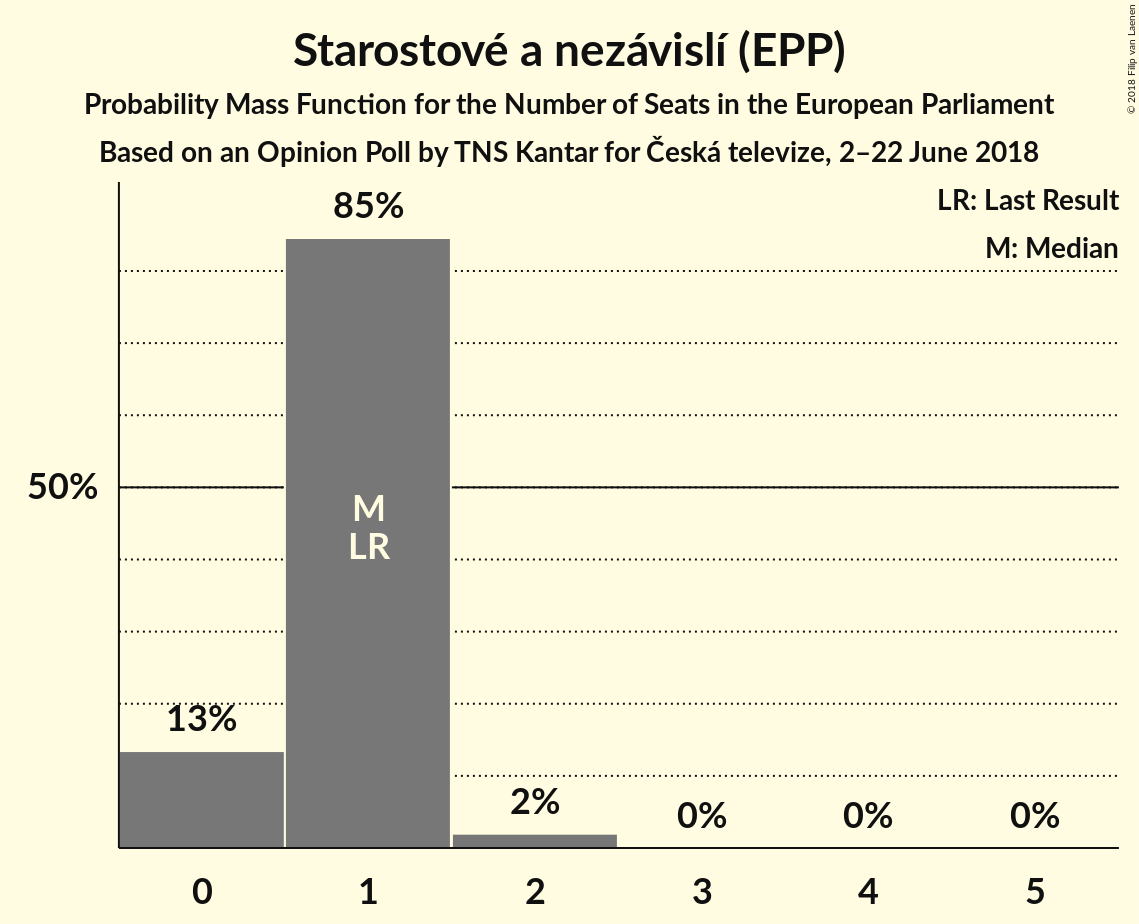 Starostové a nezávislí (EPP)
Probability Mass Function for the Number of Seats in the European Parliament
Based on an Opinion Poll by TNS Kantar for Česká televize, 2–22 June 2018
© 2018 Filip van Laenen
LR: Last Result
M: Median
85%
50%
M
LR
13%
2%
0%
0%
0%
0
1
2
3
4
5